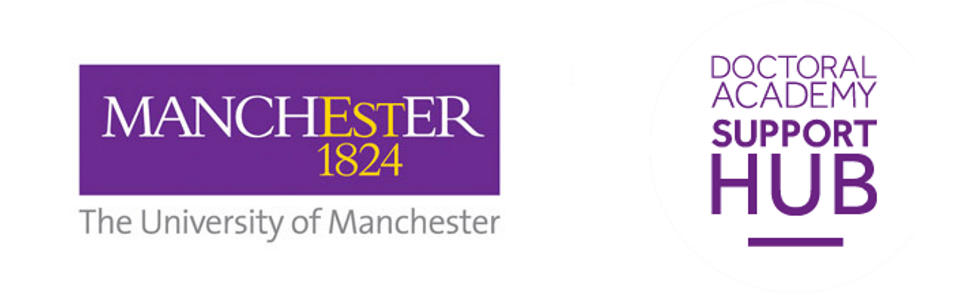 MANCHEsTER
1824
The University of Manchester
DOCTORAL
ACADEMY
SUPPORT
HUB